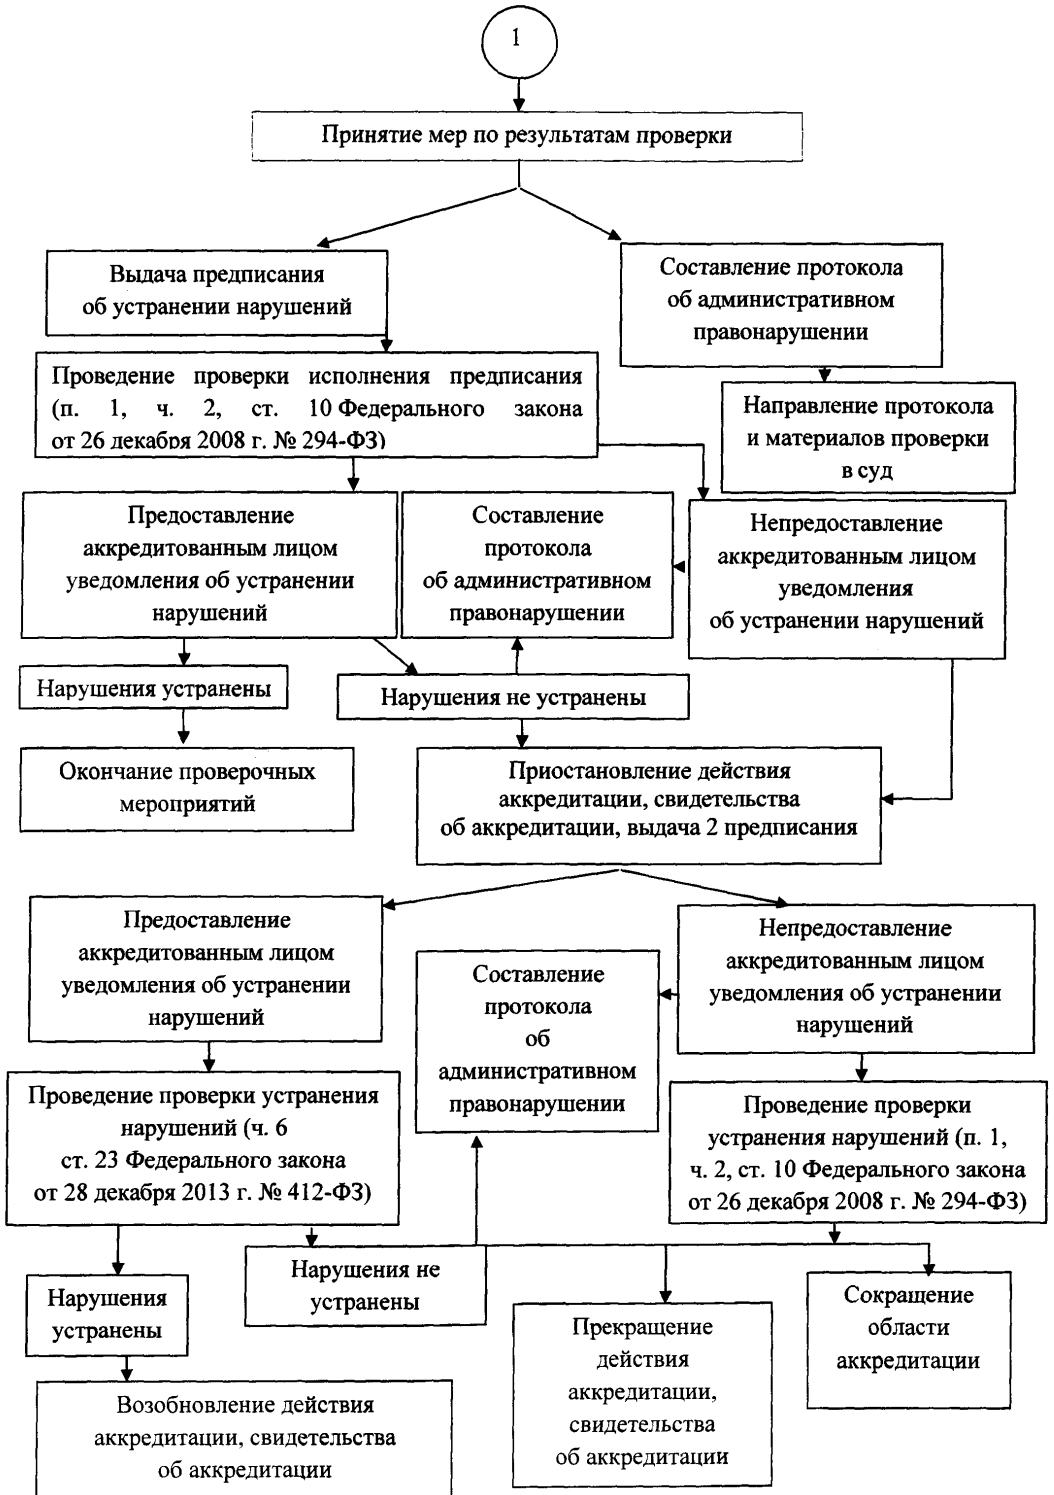 1
Принятие мер по результатам проверки
Выдача предписания
об устранении нарушений
Составление протокола
об административном
правонарушении
Проведение проверки исполнения предписания
(п. 1, ч. 2, ст. 10 Федерального закона
от 26 декабря 2008 г. № 294-ФЗ)
Направление протокола
и материалов проверки
в суд
Предоставление
аккредитованным лицом
уведомления об устранении
нарушений
Составление
протокола
об административном
правонарушении
Непредоставление
аккредитованным лицом
уведомления
об устранении нарушений
Нарушения устранены
Нарушения не устранены
Окончание проверочных
мероприятий
Приостановление действия
аккредитации, свидетельства
об аккредитации, выдача 2 предписания
Предоставление
аккредитованным лицом
уведомления об устранении
нарушений
Составление
протокола
об
административном
правонарушении
Непредоставление
аккредитованным лицом
уведомления об устранении
нарушений
Проведение проверки устранения
нарушений (ч. 6
ст. 23 Федерального закона
от 28 декабря 2013 г. № 412-ФЗ)
Проведение проверки
устранения нарушений (п. 1,
ч. 2, ст. 10 Федерального закона
от 26 декабря 2008 г. № 294-ФЗ)
Нарушения
устранены
Нарушения не
устранены
Прекращение
действия
аккредитации,
свидетельства
об аккредитации
Сокращение
области
аккредитации
Возобновление действия
аккредитации, свидетельства
об аккредитации